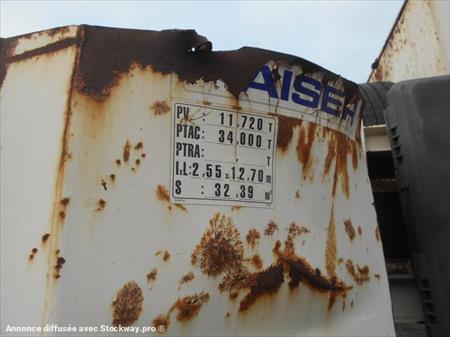 AISER
PV : 11,720 T
PTAC : 34,000 T
PTRA : T
l.L: 2,55 x 12,70 m
S : 32,39 m²
Annonce diffusée avec Stockway.pro ®